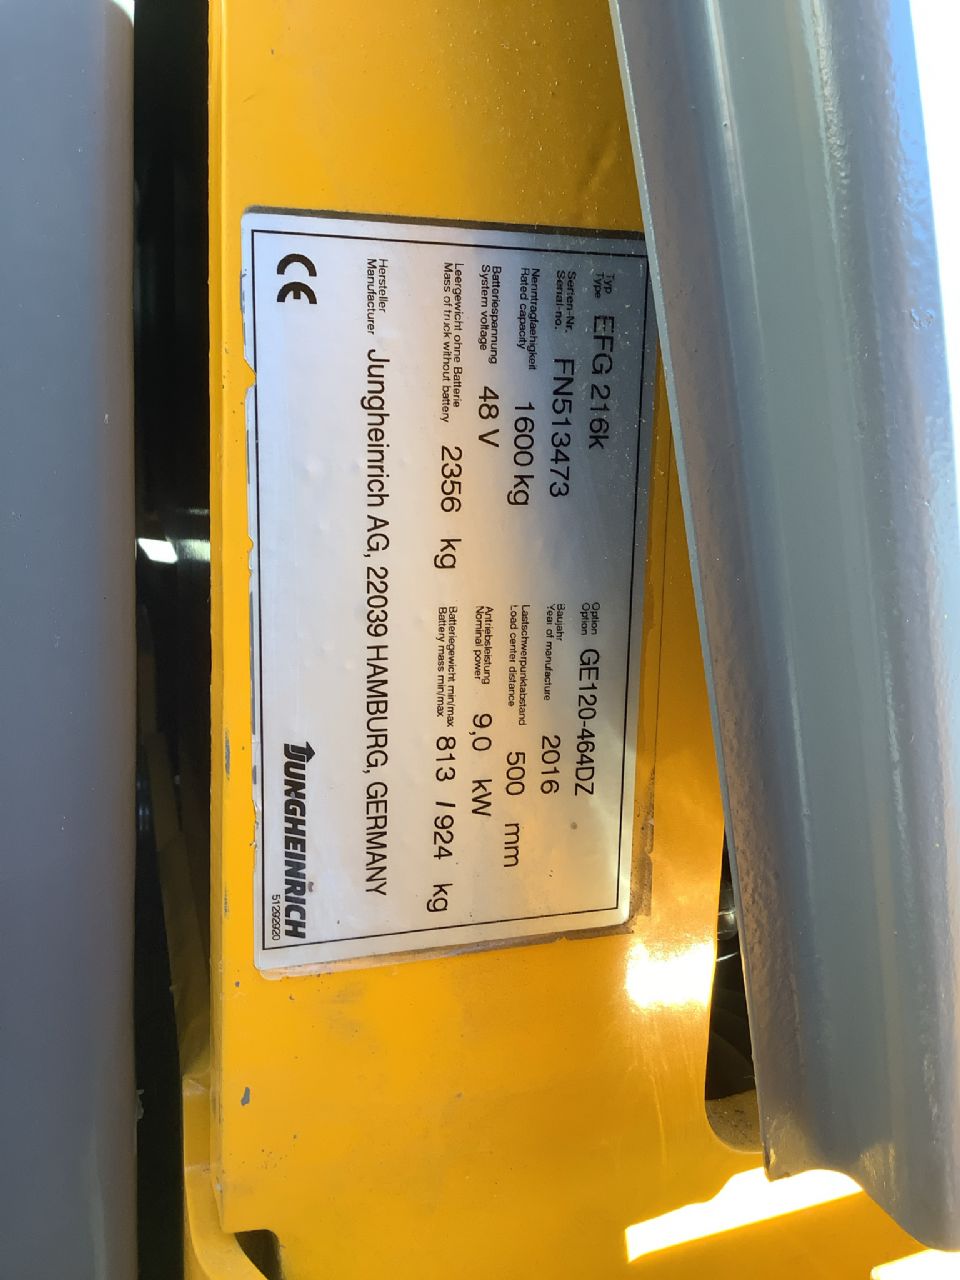 Typ
Type EFG 216k
Option
Option GE120-464DZ
Serien-Nr.
Serial-no. FN513473
Baujahr
Year of manufacture 2016
Nenntragfaehigkeit
Rated capacity 1600 kg
Lastschwerpunktabstand
Load center distance 500 mm
Batteriespannung
System voltage 48 V
Antriebsleistung
Nominal power 9,0 kW
Leergewicht ohne Batterie
Mass of truck without battery 2356 kg
Batteriegewicht min/max
Battery mass min/max 813 / 924 kg
Hersteller
Manufacturer Jungheinrich AG, 22039 HAMBURG, GERMANY
CE JUNGHEINRICH
51292920